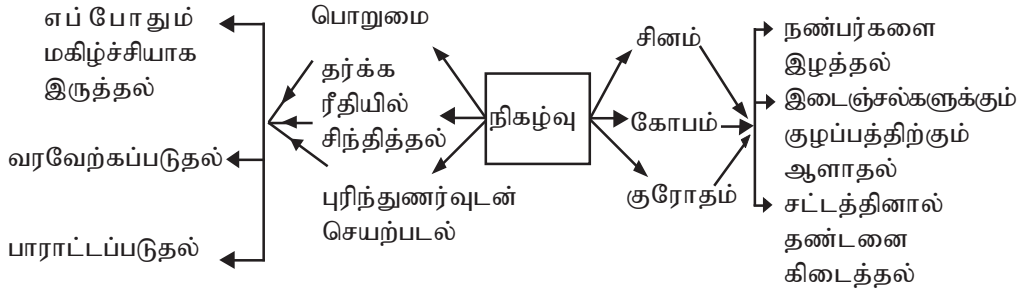 எப் போதும்
மகிழ்ச்சியாக
இருத்தல்
வரவேற்கப்படுதல்
பாராட்டப்படுதல்
பொறுமை
தர்க்க
ரீதியில்
சிந்தித்தல்
புரிந்துணர்வுடன்
செயற்படல்
நிகழ்வு
சினம்
கோபம்
குரோதம்
நண்பர்களை
இழத்தல்
இடைஞ்சல்களுக்கும்
குழப்பத்திற்கும்
ஆளாதல்
சட்டத்தினால்
தண்டனை
கிடைத்தல்